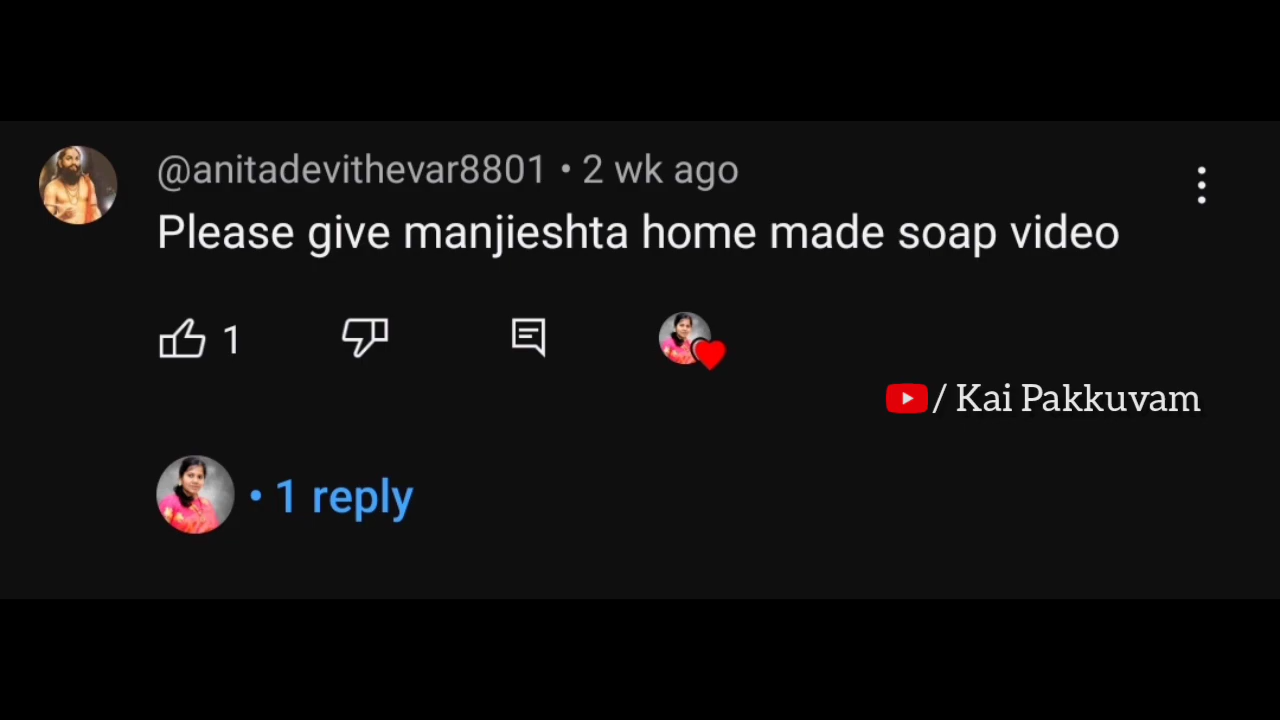 @anitadevithevar8801 • 2 wk ago
Please give manjieshta home made soap video
1
/ Kai Pakkuvam
• 1 reply